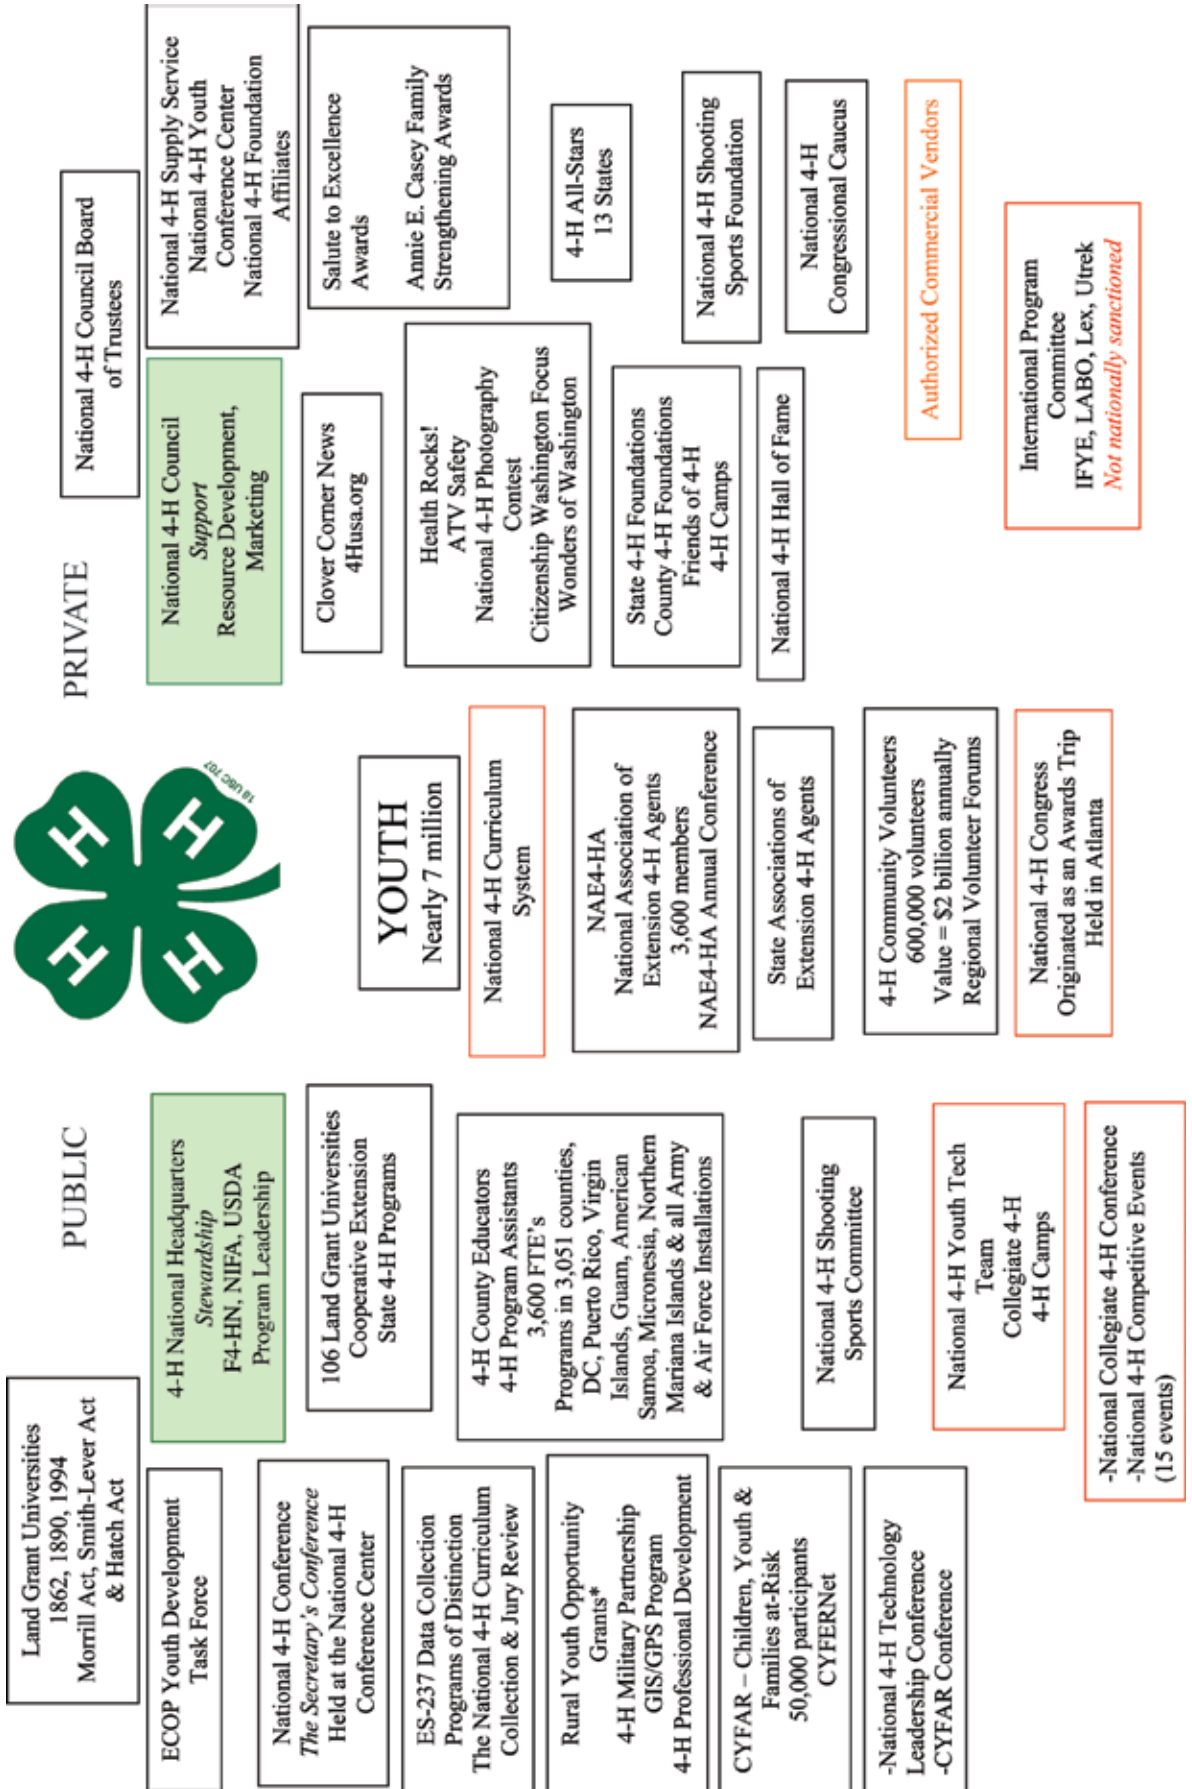 PUBLIC
PRIVATE
H
H
H
H
18 USC 707
Land Grant Universities
1862, 1890, 1994
Morrill Act, Smith-Lever Act
& Hatch Act
ECOP Youth Development
Task Force
National 4-H Conference
The Secretary's Conference
Held at the National 4-H
Conference Center
ES-237 Data Collection
Programs of Distinction
The National 4-H Curriculum
Collection & Jury Review
Rural Youth Opportunity
Grants*
4-H Military Partnership
GIS/GPS Program
4-H Professional Development
CYFAR – Children, Youth &
Families at-Risk
50,000 participants
CYFERNet
-National 4-H Technology
Leadership Conference
-CYFAR Conference
4-H National Headquarters
Stewardship
F4-HN, NIFA, USDA
Program Leadership
106 Land Grant Universities
Cooperative Extension
State 4-H Programs
4-H County Educators
4-H Program Assistants
3,600 FTE's
Programs in 3,051 counties,
DC, Puerto Rico, Virgin
Islands, Guam, American
Samoa, Micronesia, Northern
Mariana Islands & all Army
& Air Force Installations
National 4-H Shooting
Sports Committee
National 4-H Youth Tech
Team
Collegiate 4-H
4-H Camps
-National Collegiate 4-H Conference
-National 4-H Competitive Events
(15 events)
YOUTH
Nearly 7 million
National 4-H Curriculum
System
NAE4-HA
National Association of
Extension 4-H Agents
3,600 members
NAE4-HA Annual Conference
State Associations of
Extension 4-H Agents
4-H Community Volunteers
600,000 volunteers
Value = $2 billion annually
Regional Volunteer Forums
National 4-H Congress
Originated as an Awards Trip
Held in Atlanta
National 4-H Council Board
of Trustees
National 4-H Council
Support
Resource Development,
Marketing
Clover Corner News
4Husa.org
Health Rocks!
ATV Safety
National 4-H Photography
Contest
Citizenship Washington Focus
Wonders of Washington
State 4-H Foundations
County 4-H Foundations
Friends of 4-H
4-H Camps
National 4-H Hall of Fame
National 4-H Supply Service
National 4-H Youth
Conference Center
National 4-H Foundation
Affiliates
Salute to Excellence
Awards
Annie E. Casey Family
Strengthening Awards
4-H All-Stars
13 States
National 4-H Shooting
Sports Foundation
National 4-H
Congressional Caucus
Authorized Commercial Vendors
International Program
Committee
IFYE, LABO, Lex, Utrek
Not nationally sanctioned